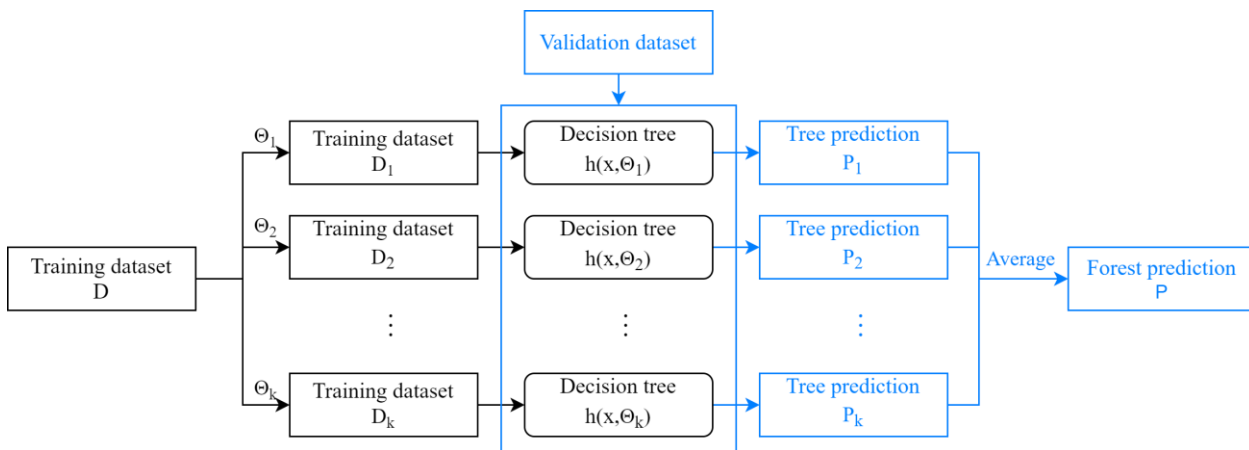 Validation dataset
Θ₁
Training dataset
D₁
Decision tree
h(x,Θ₁)
Tree prediction
P₁
Θ₂
Training dataset
D₂
Decision tree
h(x,Θ₂)
Tree prediction
P₂
Training dataset
D
Average
Forest prediction
P
⋮
⋮
⋮
Θₖ
Training dataset
Dₖ
Decision tree
h(x,Θₖ)
Tree prediction
Pₖ